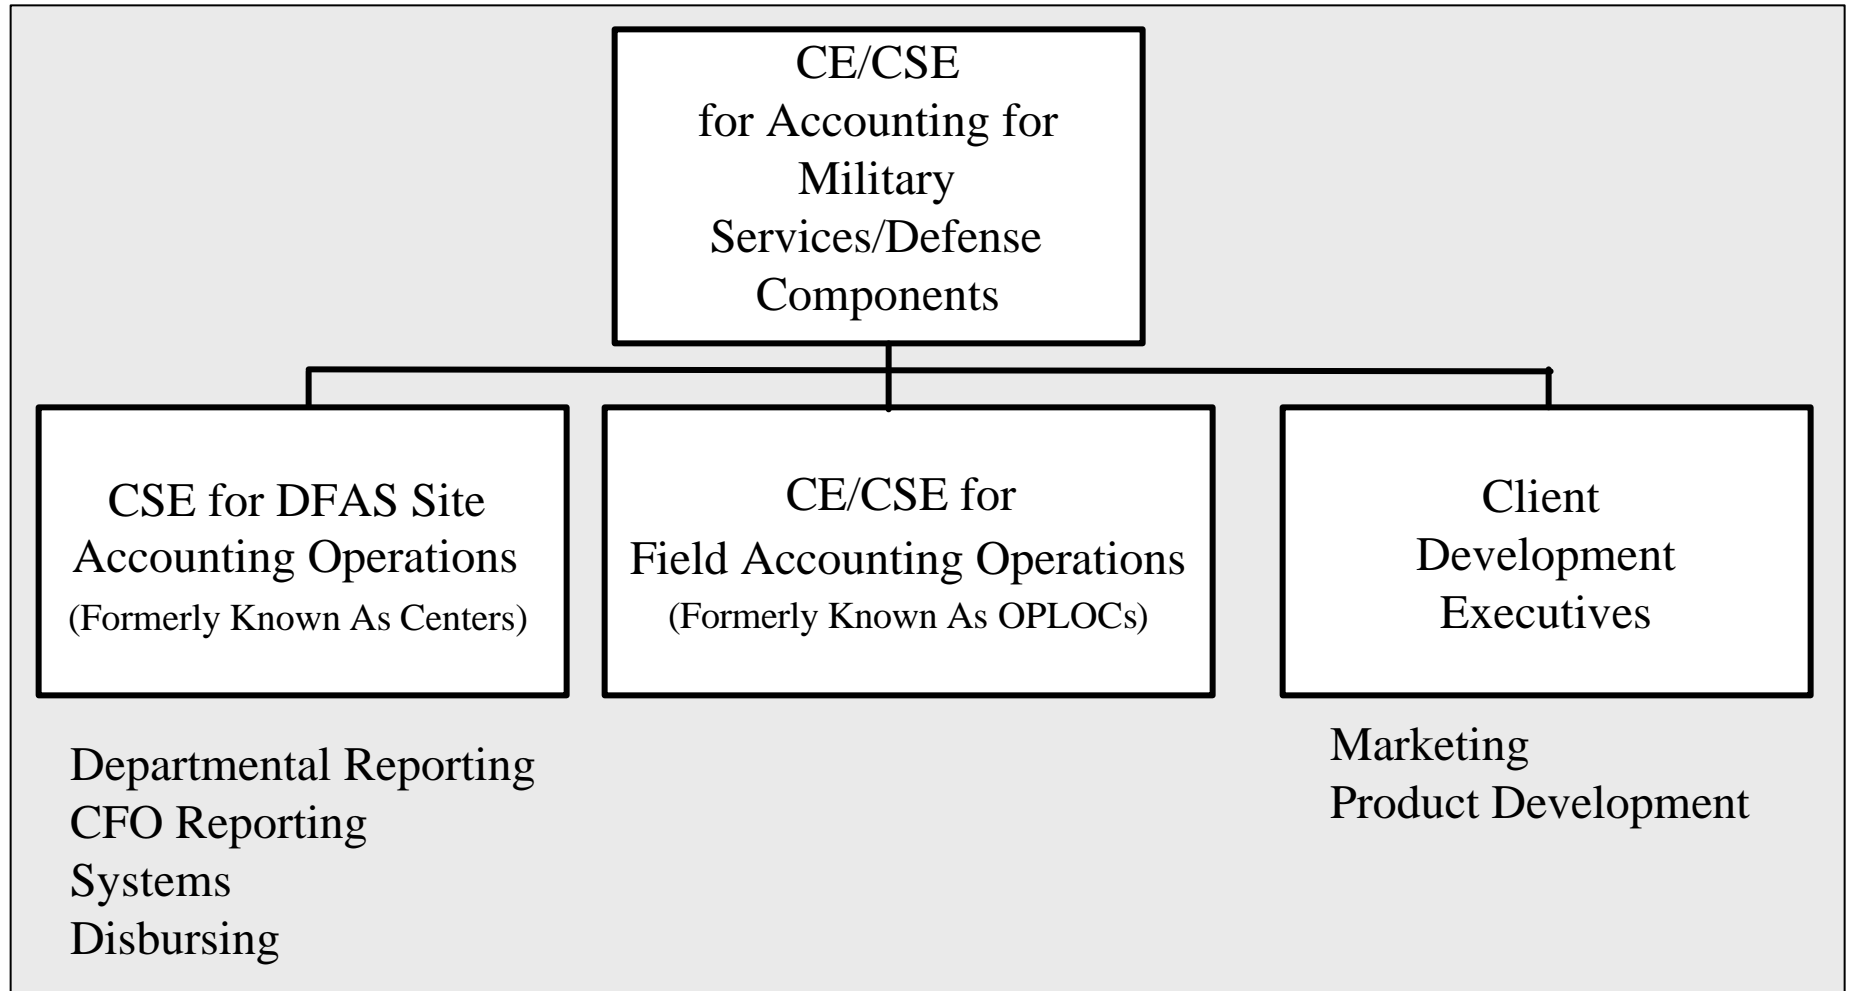 CE/CSE
for Accounting for
Military
Services/Defense
Components
CSE for DFAS Site
Accounting Operations
(Formerly Known As Centers)
CE/CSE for
Field Accounting Operations
(Formerly Known As OPLOCs)
Client
Development
Executives
Departmental Reporting
CFO Reporting
Systems
Disbursing
Marketing
Product Development